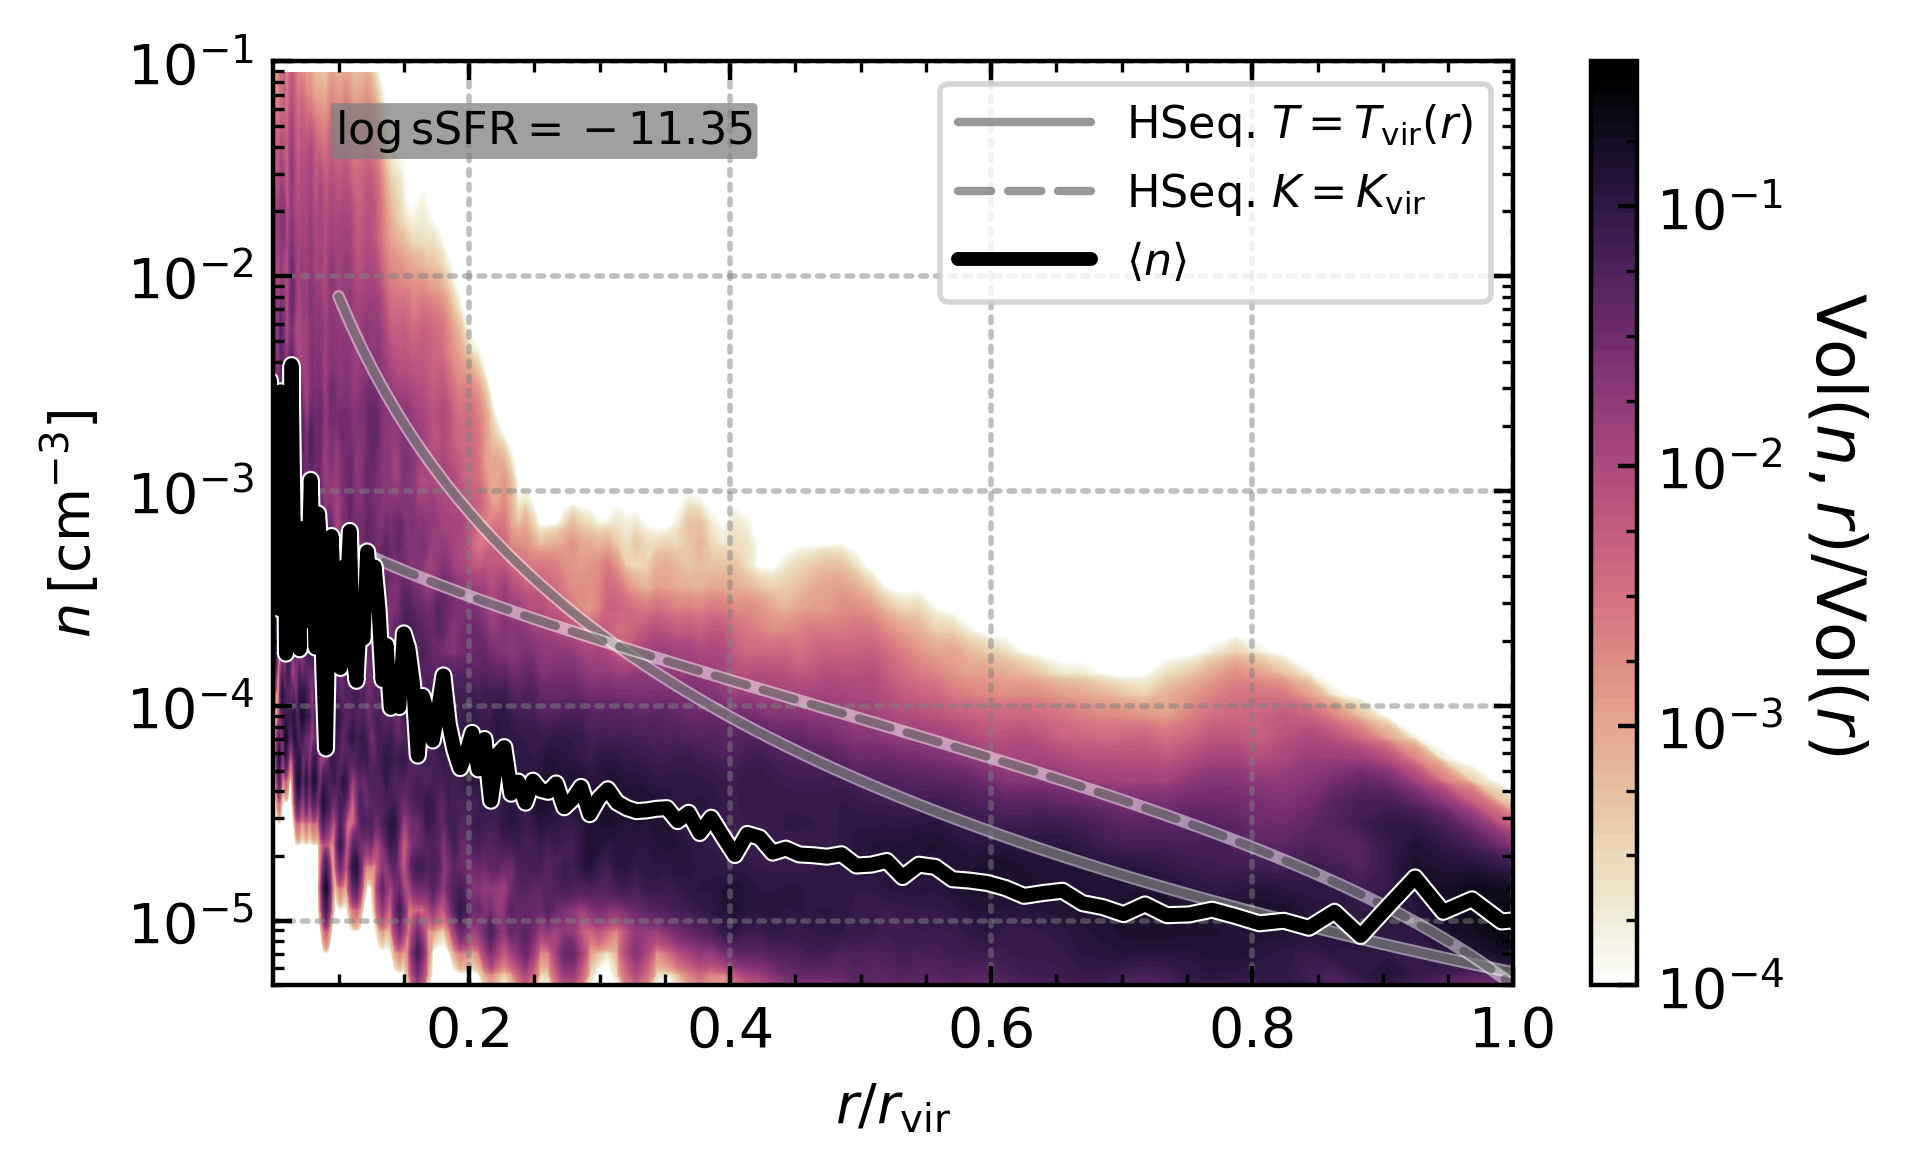 log sSFR = −11.35
HSeq. T = T_vir(r)
HSeq. K = K_vir
⟨n⟩
n [cm⁻³]
10⁻¹
10⁻²
10⁻³
10⁻⁴
10⁻⁵
0.2 0.4 0.6 0.8 1.0
r/r_vir
10⁻¹
10⁻²
10⁻³
10⁻⁴
Vol(n, r)/Vol(r)